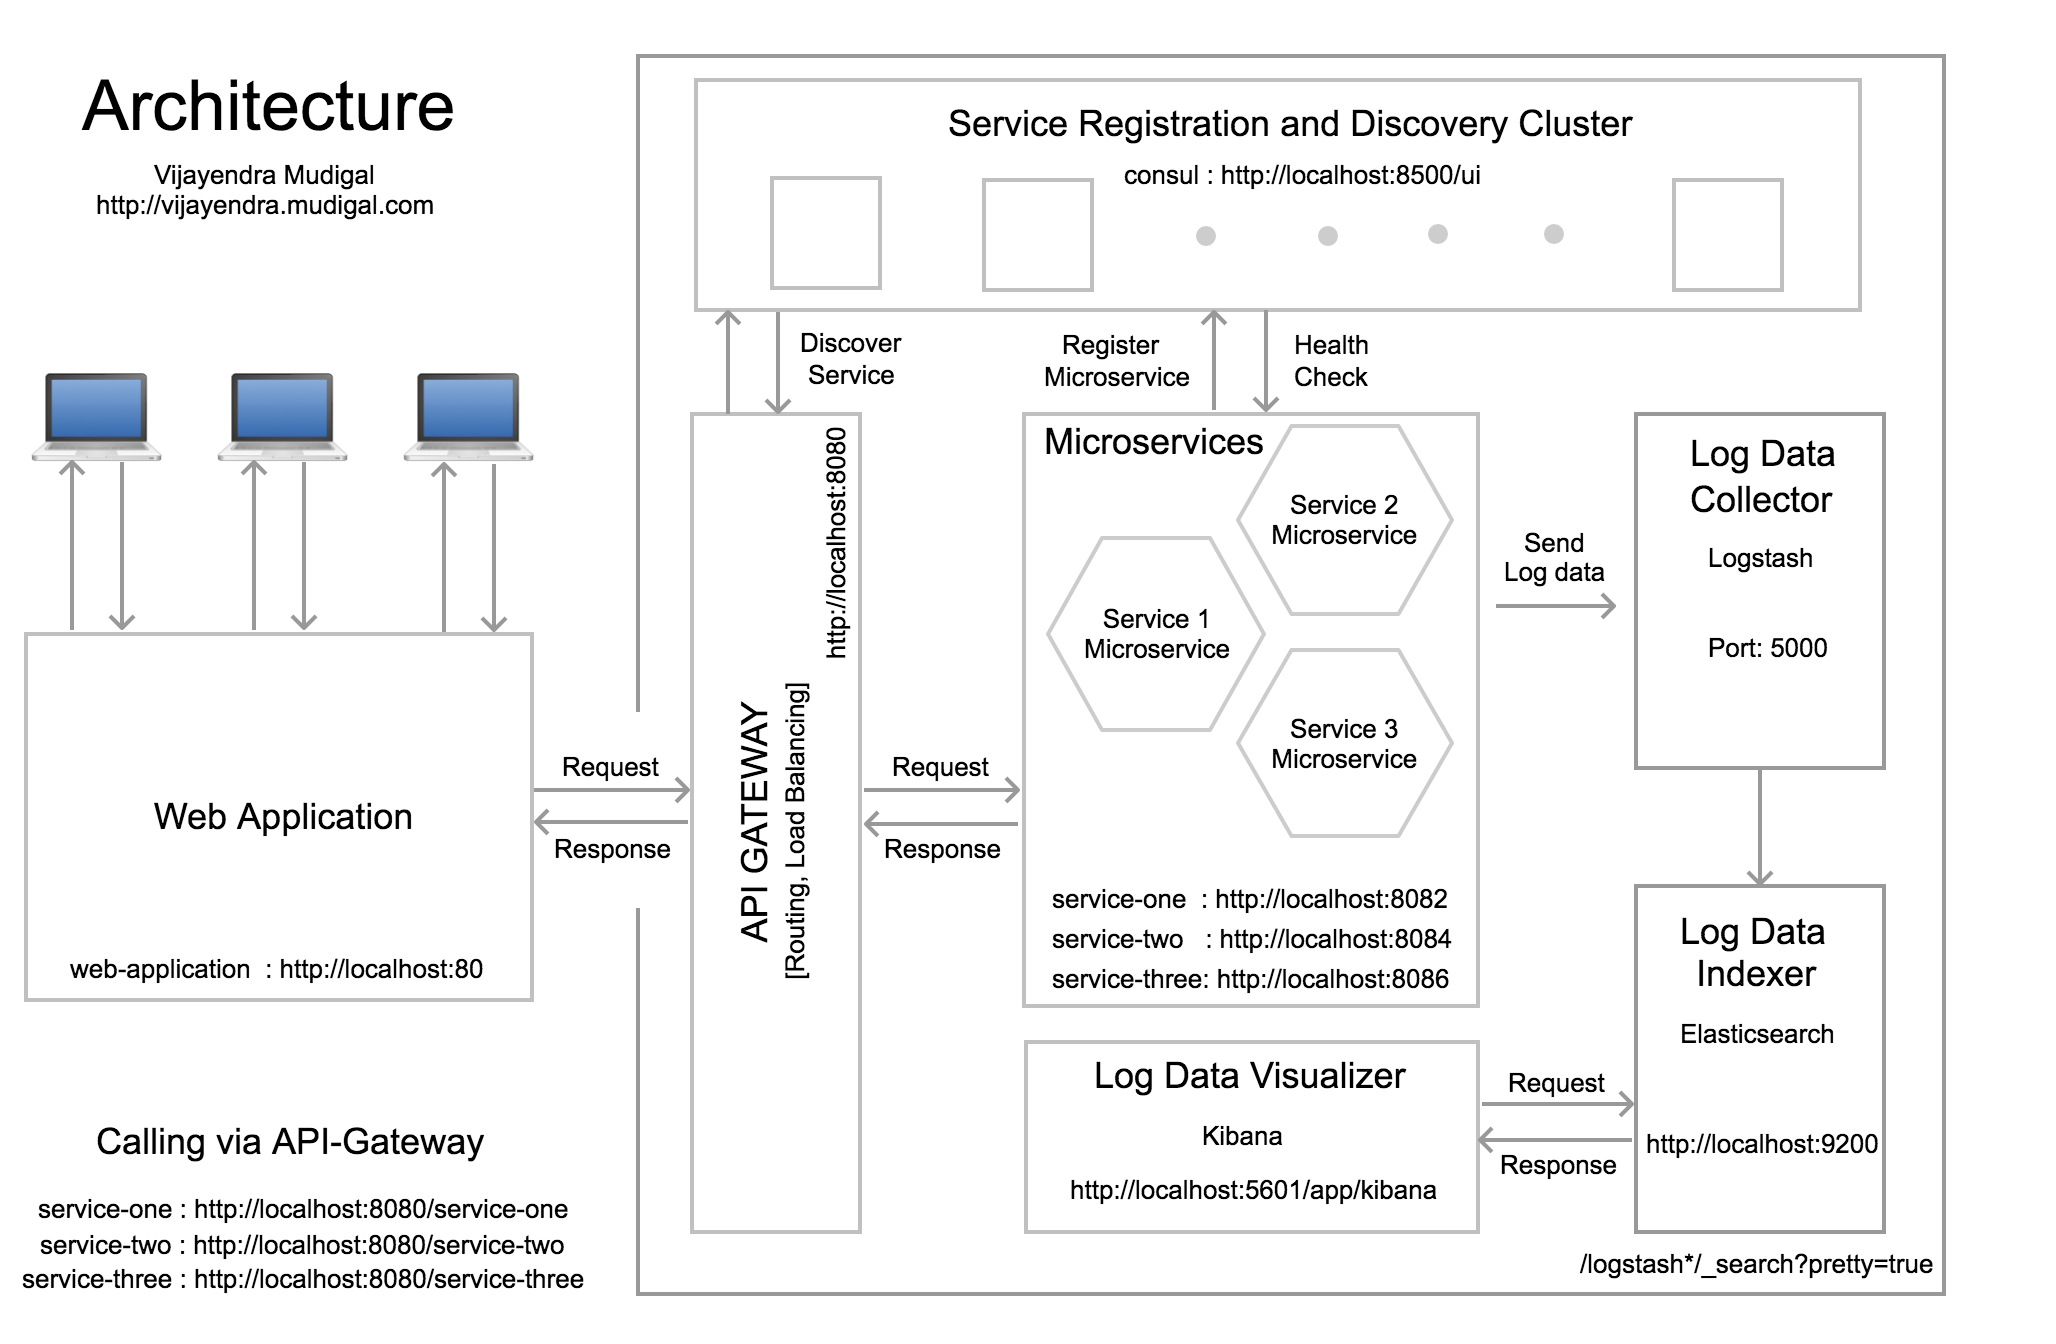 Architecture
Vijayendra Mudigal
http://vijayendra.mudigal.com
Service Registration and Discovery Cluster
consul : http://localhost:8500/ui
Discover
Service
Register
Microservice
Health
Check
Web Application
web-application : http://localhost:80
Request
Response
http://localhost:8080
API GATEWAY
[Routing, Load Balancing]
Request
Response
Microservices
Service 2
Microservice
Service 1
Microservice
Service 3
Microservice
service-one : http://localhost:8082
service-two : http://localhost:8084
service-three: http://localhost:8086
Send
Log data
Log Data
Collector
Logstash
Port: 5000
Log Data
Indexer
Elasticsearch
http://localhost:9200
Log Data Visualizer
Kibana
http://localhost:5601/app/kibana
Request
Response
/logstash*/_search?pretty=true
Calling via API-Gateway
service-one : http://localhost:8080/service-one
service-two : http://localhost:8080/service-two
service-three : http://localhost:8080/service-three